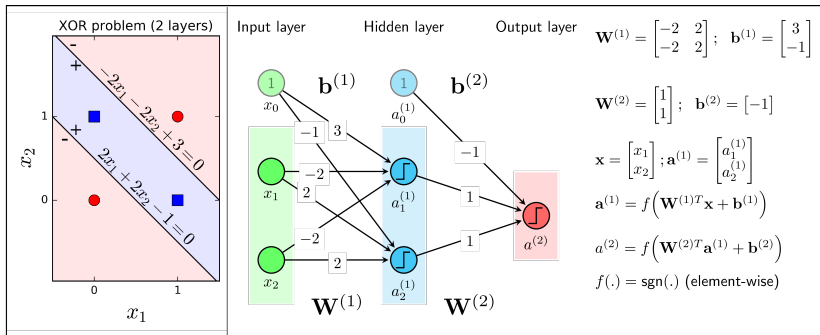 XOR problem (2 layers)
-
+
−2x₁−2x₂+3=0
+
-
2x₁+2x₂−1=0
1
0
x₂
0 1
x₁
Input layer Hidden layer Output layer
b⁽¹⁾ b⁽²⁾
1 1
x₀ a₀⁽¹⁾
−1 3 −1
−2 1
x₁ 2 a₁⁽¹⁾
−2 1 a⁽²⁾
2
x₂ a₂⁽¹⁾
W⁽¹⁾ W⁽²⁾
W⁽¹⁾ = [−2 2; −2 2]; b⁽¹⁾ = [3; −1]
W⁽²⁾ = [1; 1]; b⁽²⁾ = [−1]
x = [x₁; x₂]; a⁽¹⁾ = [a₁⁽¹⁾; a₂⁽¹⁾]
a⁽¹⁾ = f(W⁽¹⁾ᵀx + b⁽¹⁾)
a⁽²⁾ = f(W⁽²⁾ᵀa⁽¹⁾ + b⁽²⁾)
f(.) = sgn(.) (element-wise)